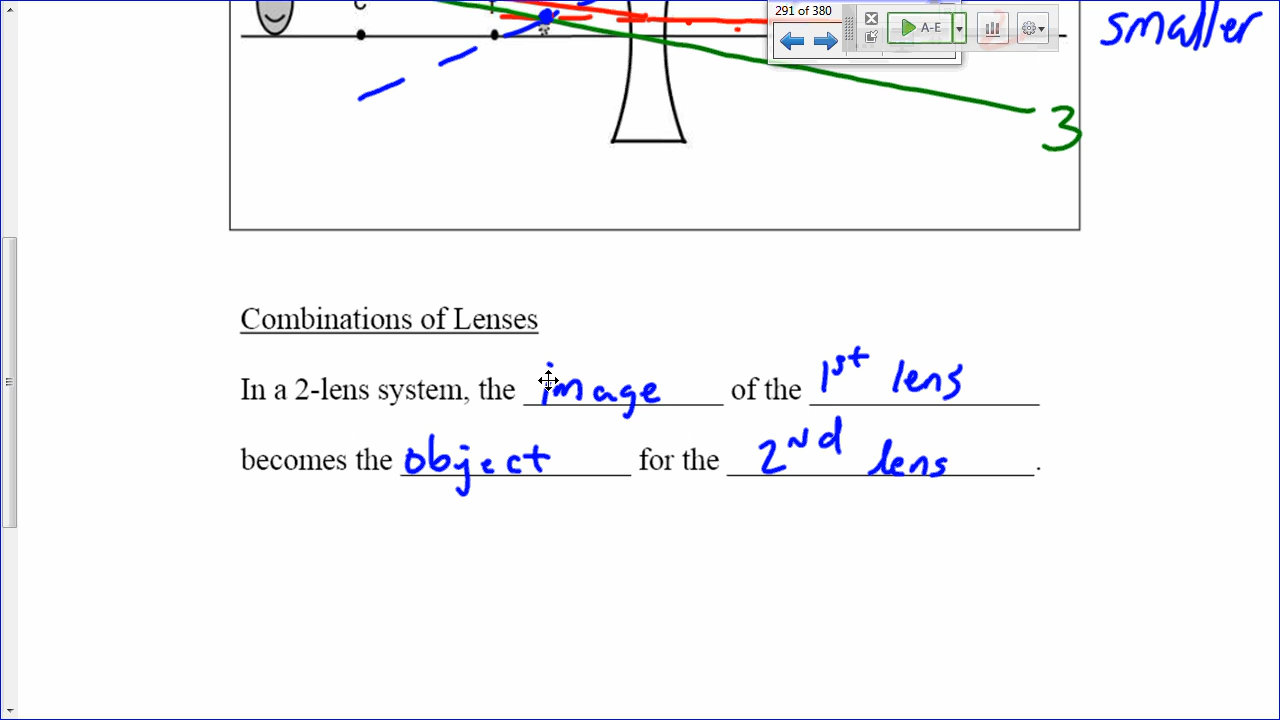 291 of 380
A-E
smaller
3
Combinations of Lenses
In a 2-lens system, the image of the 1st lens
becomes the object for the 2nd lens.